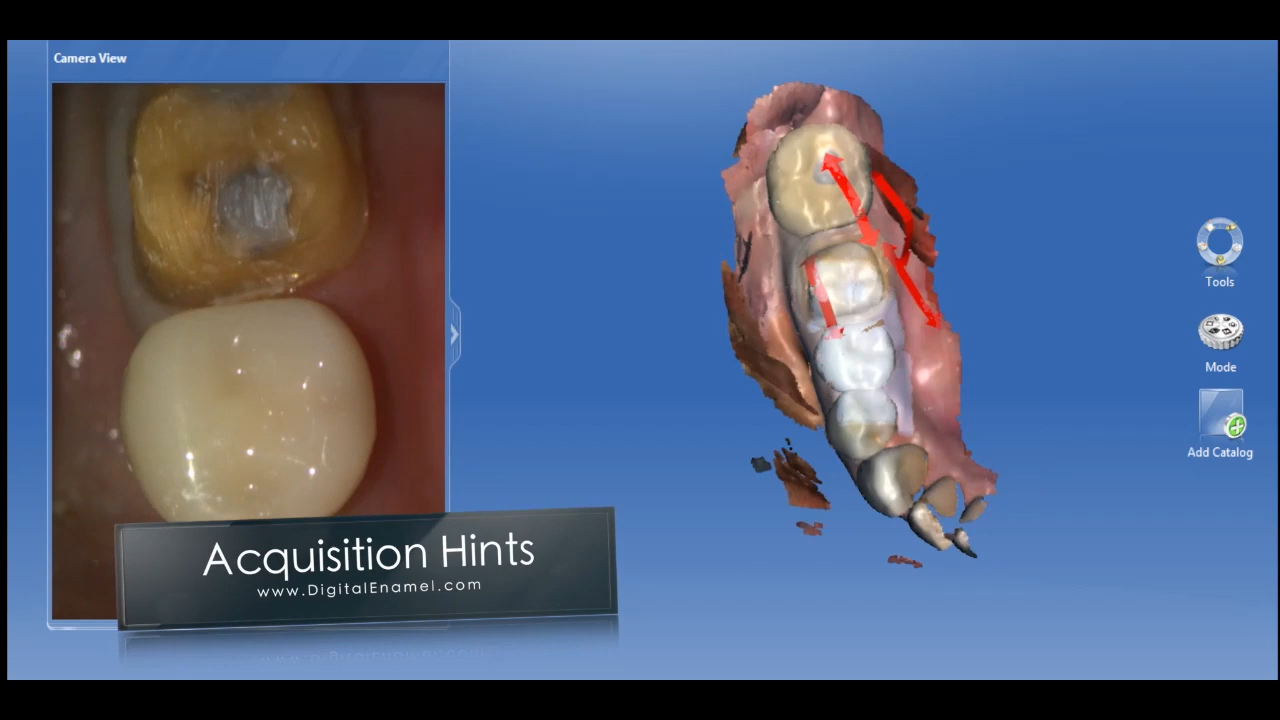 Camera View
Tools
Mode
Add Catalog
Acquisition Hints
www.DigitalEnamel.com